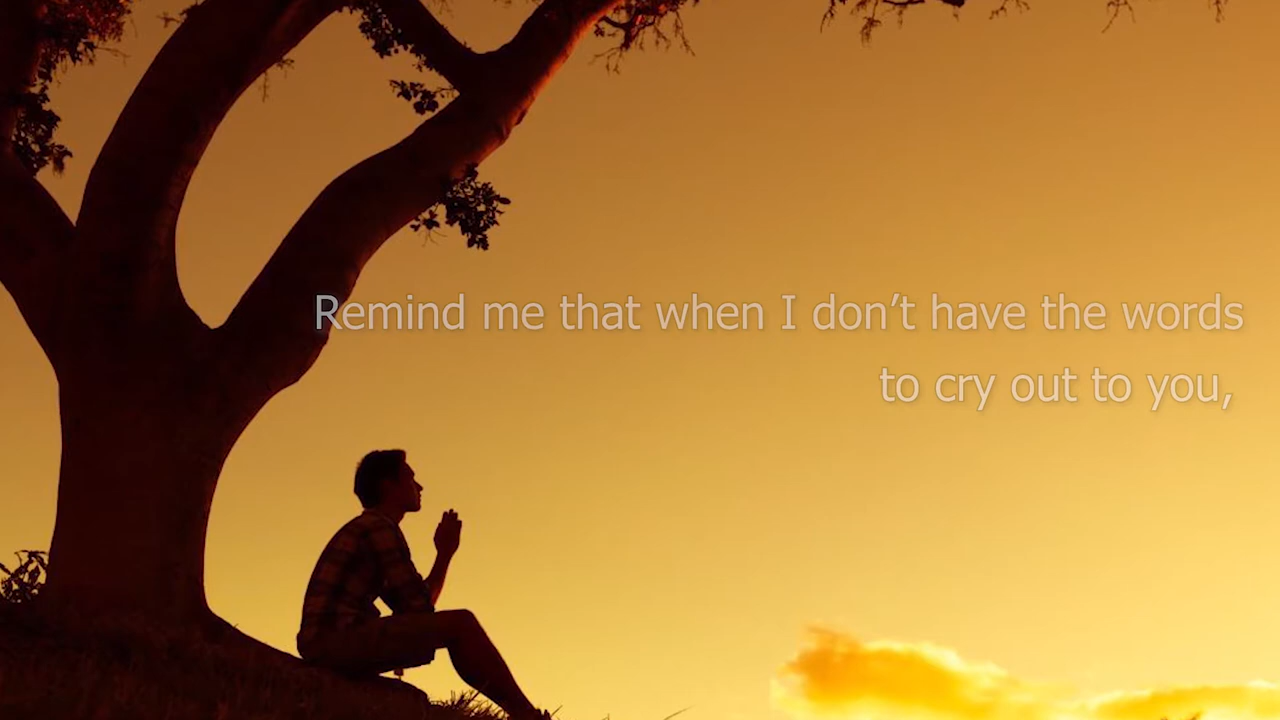 Remind me that when I don’t have the words
to cry out to you,